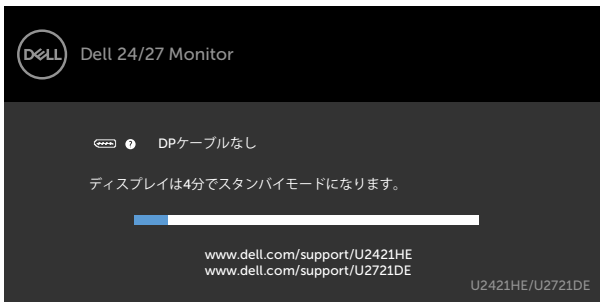 DELL
Dell 24/27 Monitor
? DPケーブルなし
ディスプレイは4分でスタンバイモードになります。
www.dell.com/support/U2421HE
www.dell.com/support/U2721DE
U2421HE/U2721DE